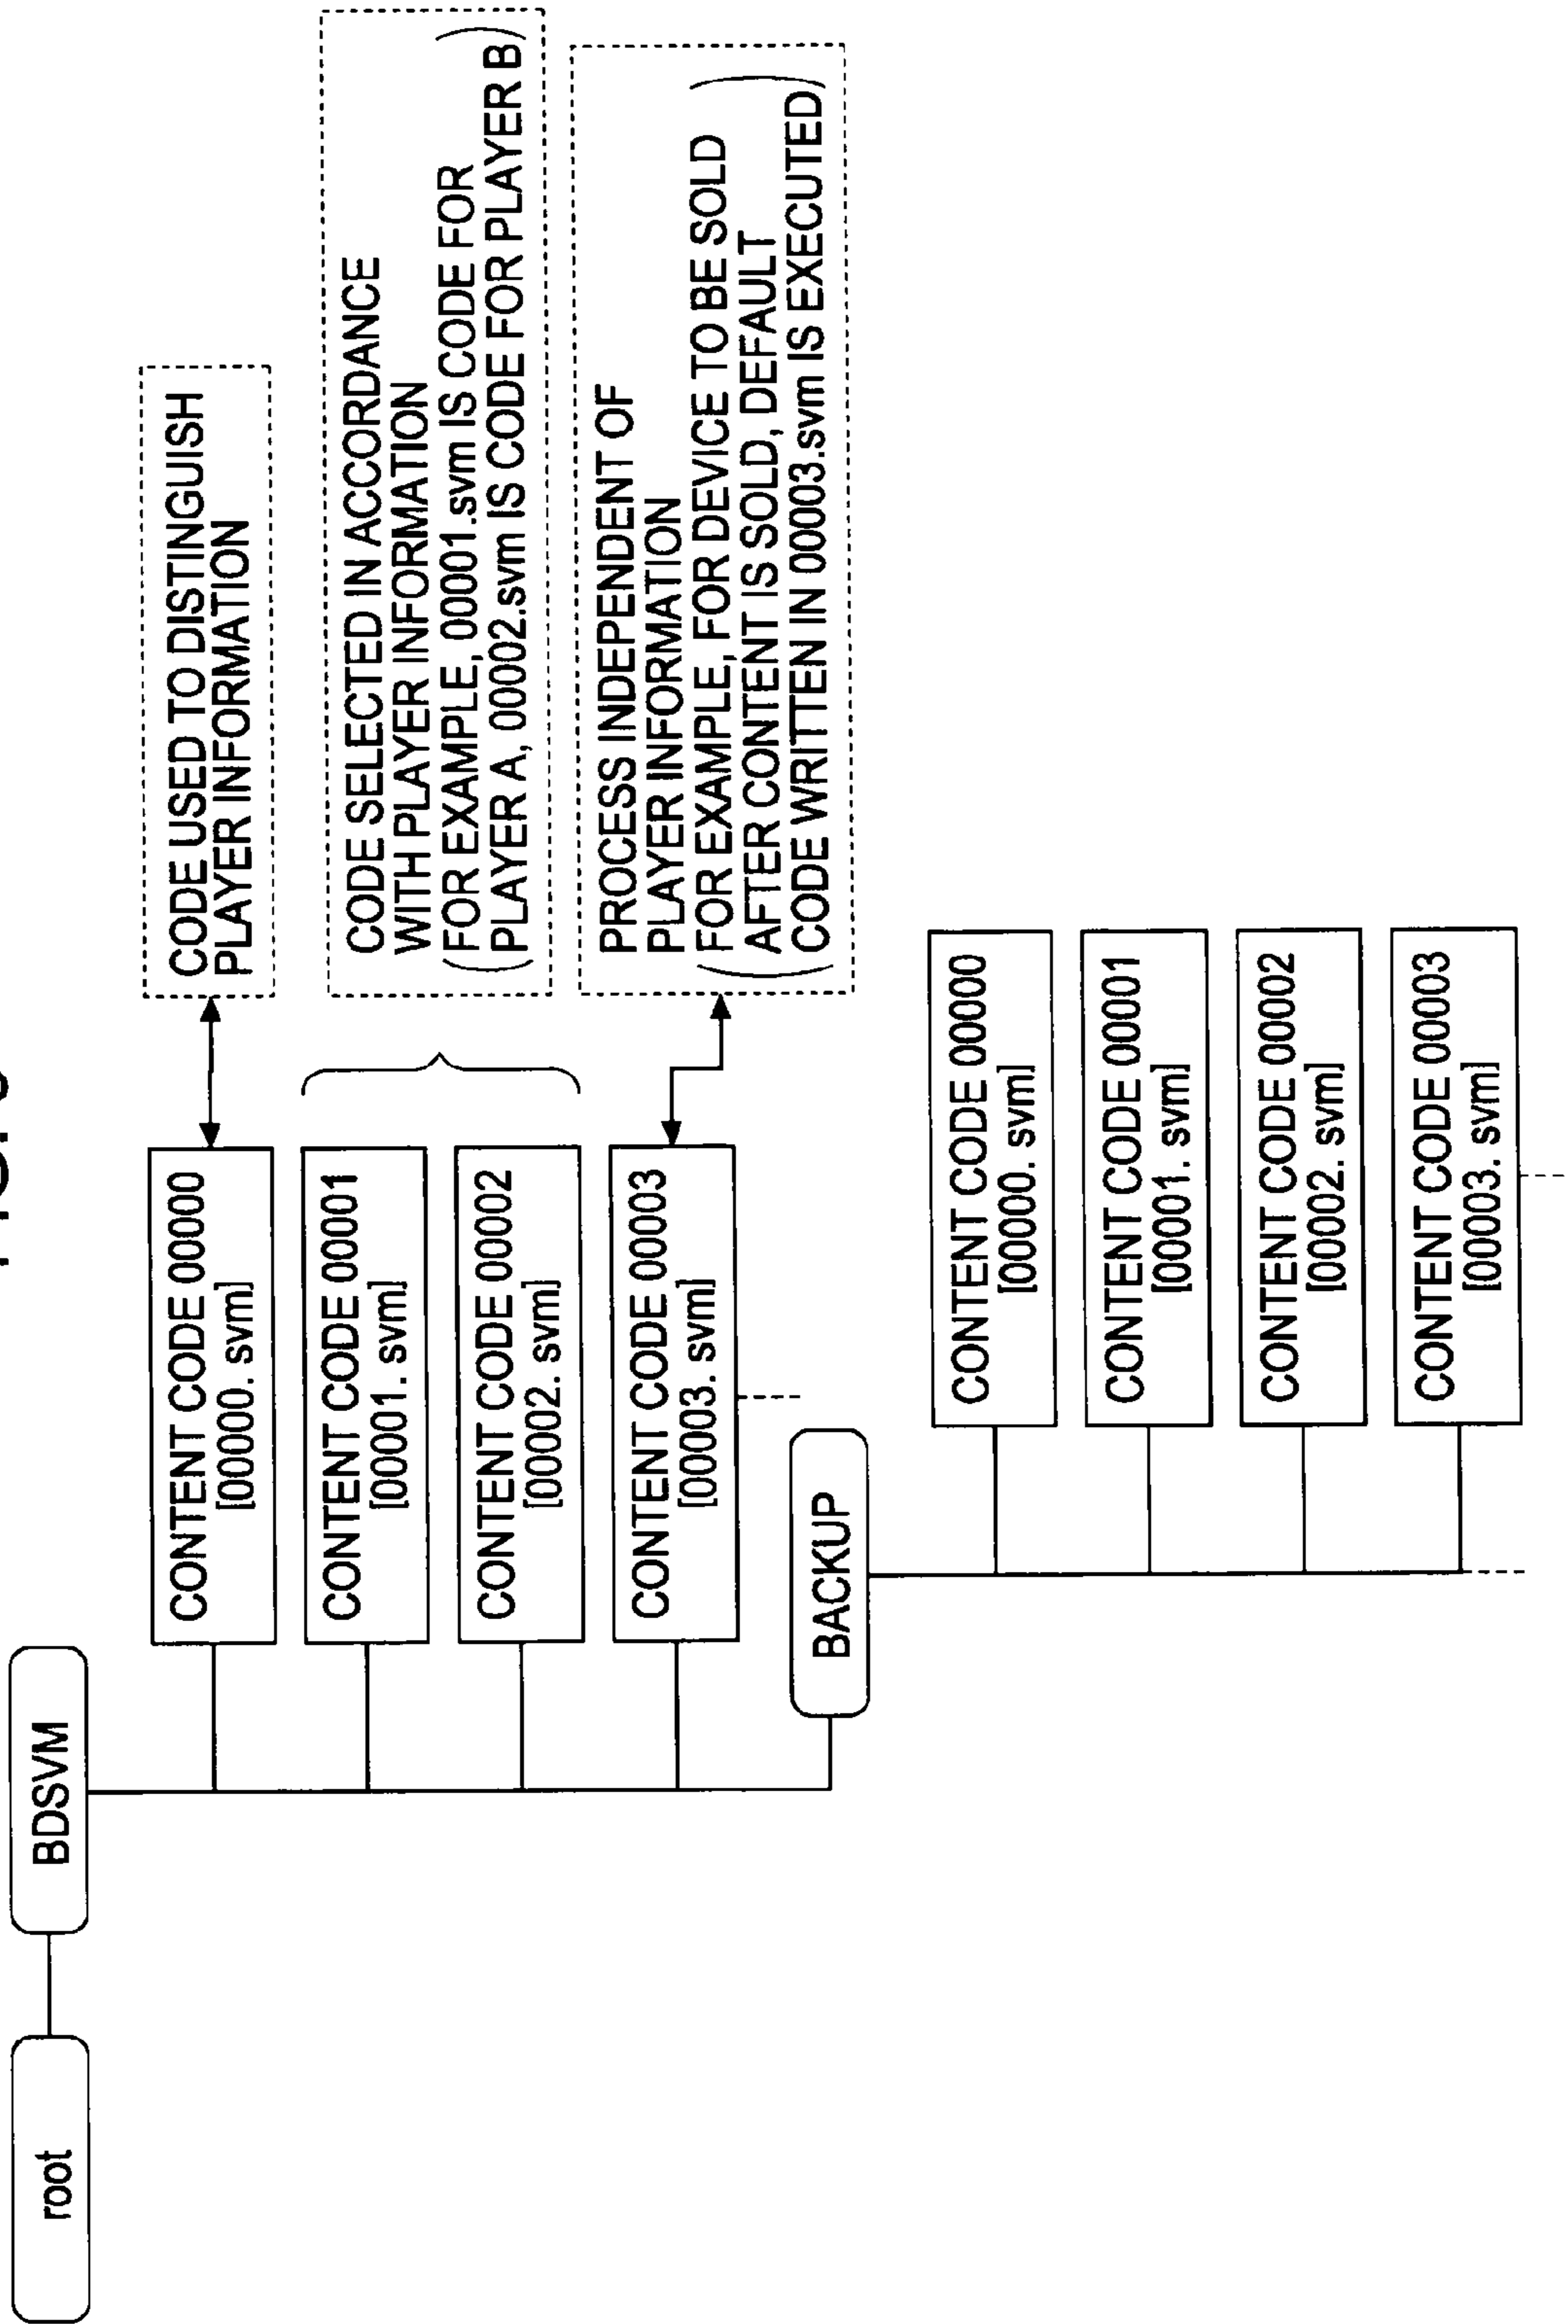 root
BDSVM
CONTENT CODE 00000
[00000. svm]
CODE USED TO DISTINGUISH
PLAYER INFORMATION
CONTENT CODE 00001
[00001. svm]
CONTENT CODE 00002
[00002. svm]
CODE SELECTED IN ACCORDANCE
WITH PLAYER INFORMATION
(FOR EXAMPLE, 00001.svm IS CODE FOR
PLAYER A, 00002.svm IS CODE FOR PLAYER B)
CONTENT CODE 00003
[00003. svm]
PROCESS INDEPENDENT OF
PLAYER INFORMATION
(FOR EXAMPLE, FOR DEVICE TO BE SOLD
AFTER CONTENT IS SOLD, DEFAULT
CODE WRITTEN IN 00003.svm IS EXECUTED)
BACKUP
CONTENT CODE 00000
[00000. svm]
CONTENT CODE 00001
[00001. svm]
CONTENT CODE 00002
[00002. svm]
CONTENT CODE 00003
[00003. svm]